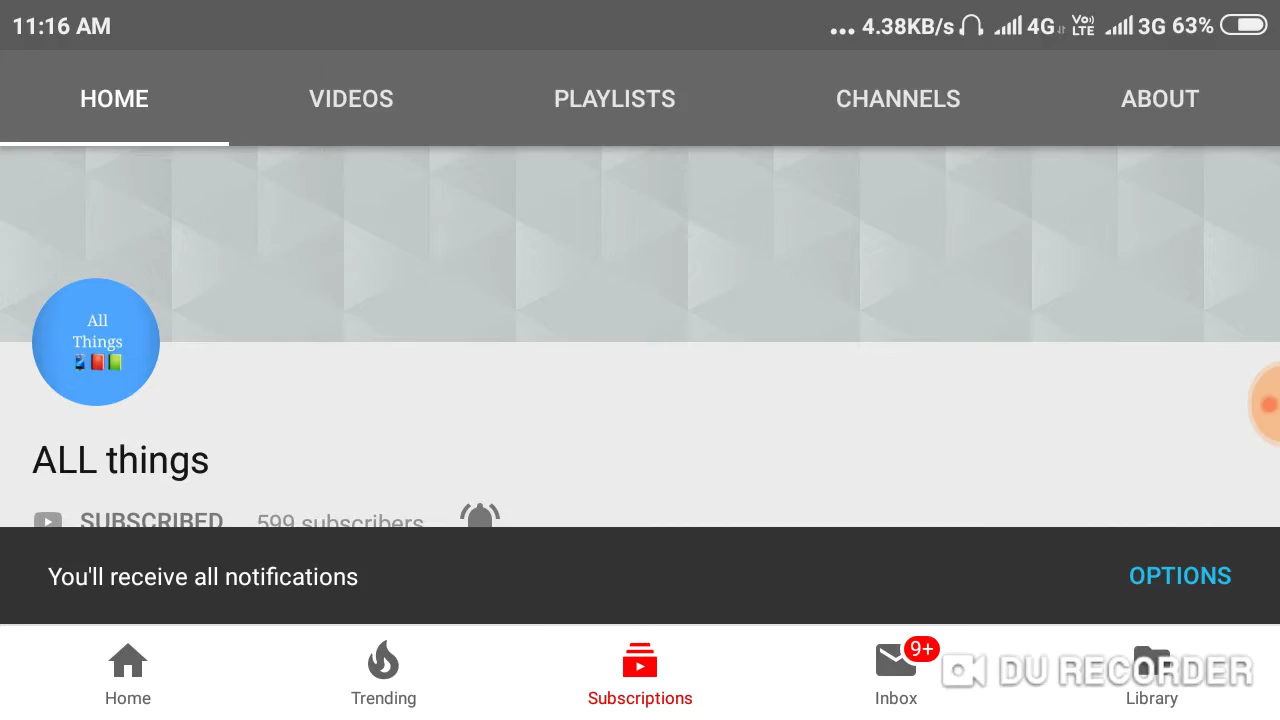 11:16 AM
... 4.38KB/s 4G Vo) LTE 3G 63%
HOME VIDEOS PLAYLISTS CHANNELS ABOUT
All
Things
ALL things
SUBSCRIBED 599 subscribers
You'll receive all notifications OPTIONS
9+
DU RECORDER
Home Trending Subscriptions Inbox Library